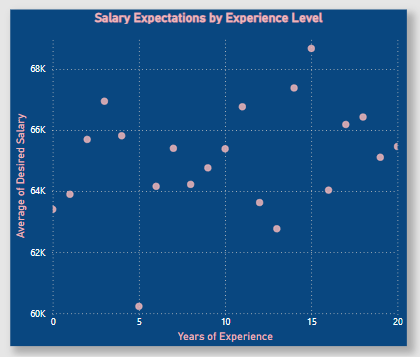 Salary Expectations by Experience Level
68K
66K
64K
62K
60K
Average of Desired Salary
0 5 10 15 20
Years of Experience